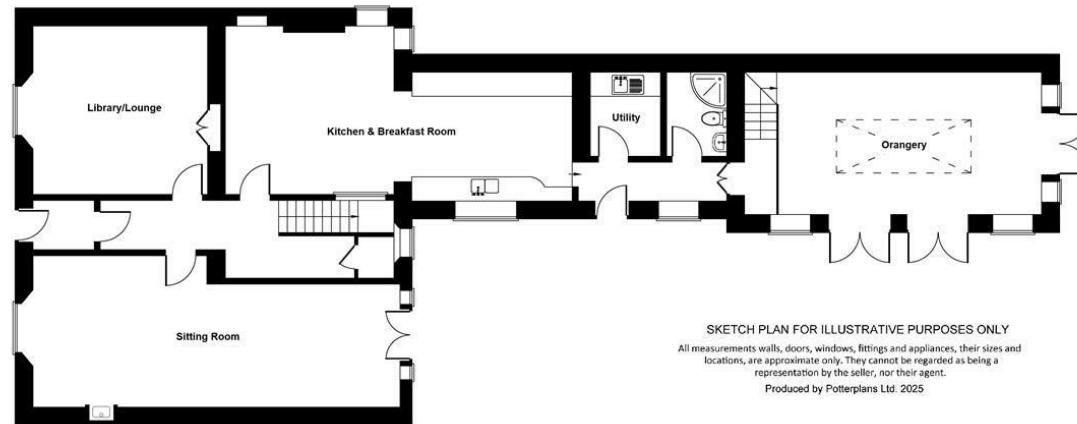 Library/Lounge
Kitchen & Breakfast Room
Utility
Orangery
Sitting Room
SKETCH PLAN FOR ILLUSTRATIVE PURPOSES ONLY
All measurements walls, doors, windows, fittings and appliances, their sizes and
locations, are approximate only. They cannot be regarded as being a
representation by the seller, nor their agent.
Produced by Potterplans Ltd. 2025